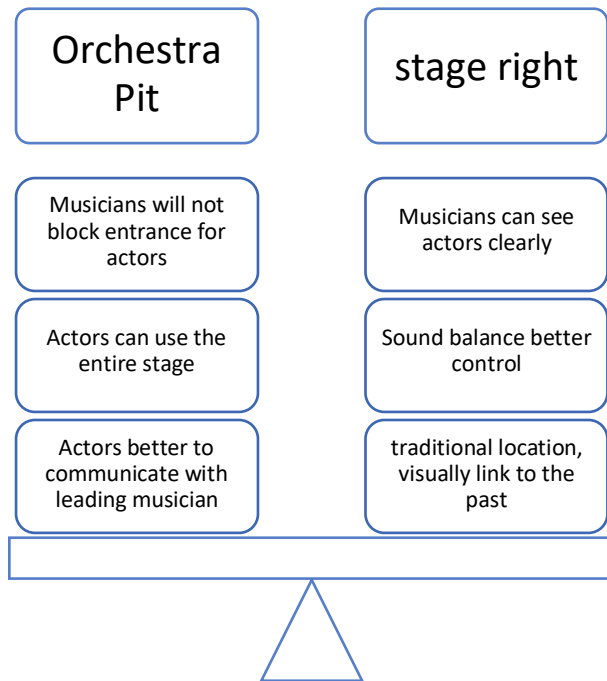 Orchestra
Pit
stage right
Musicians will not
block entrance for
actors
Musicians can see
actors clearly
Actors can use the
entire stage
Sound balance better
control
Actors better to
communicate with
leading musician
traditional location,
visually link to the
past